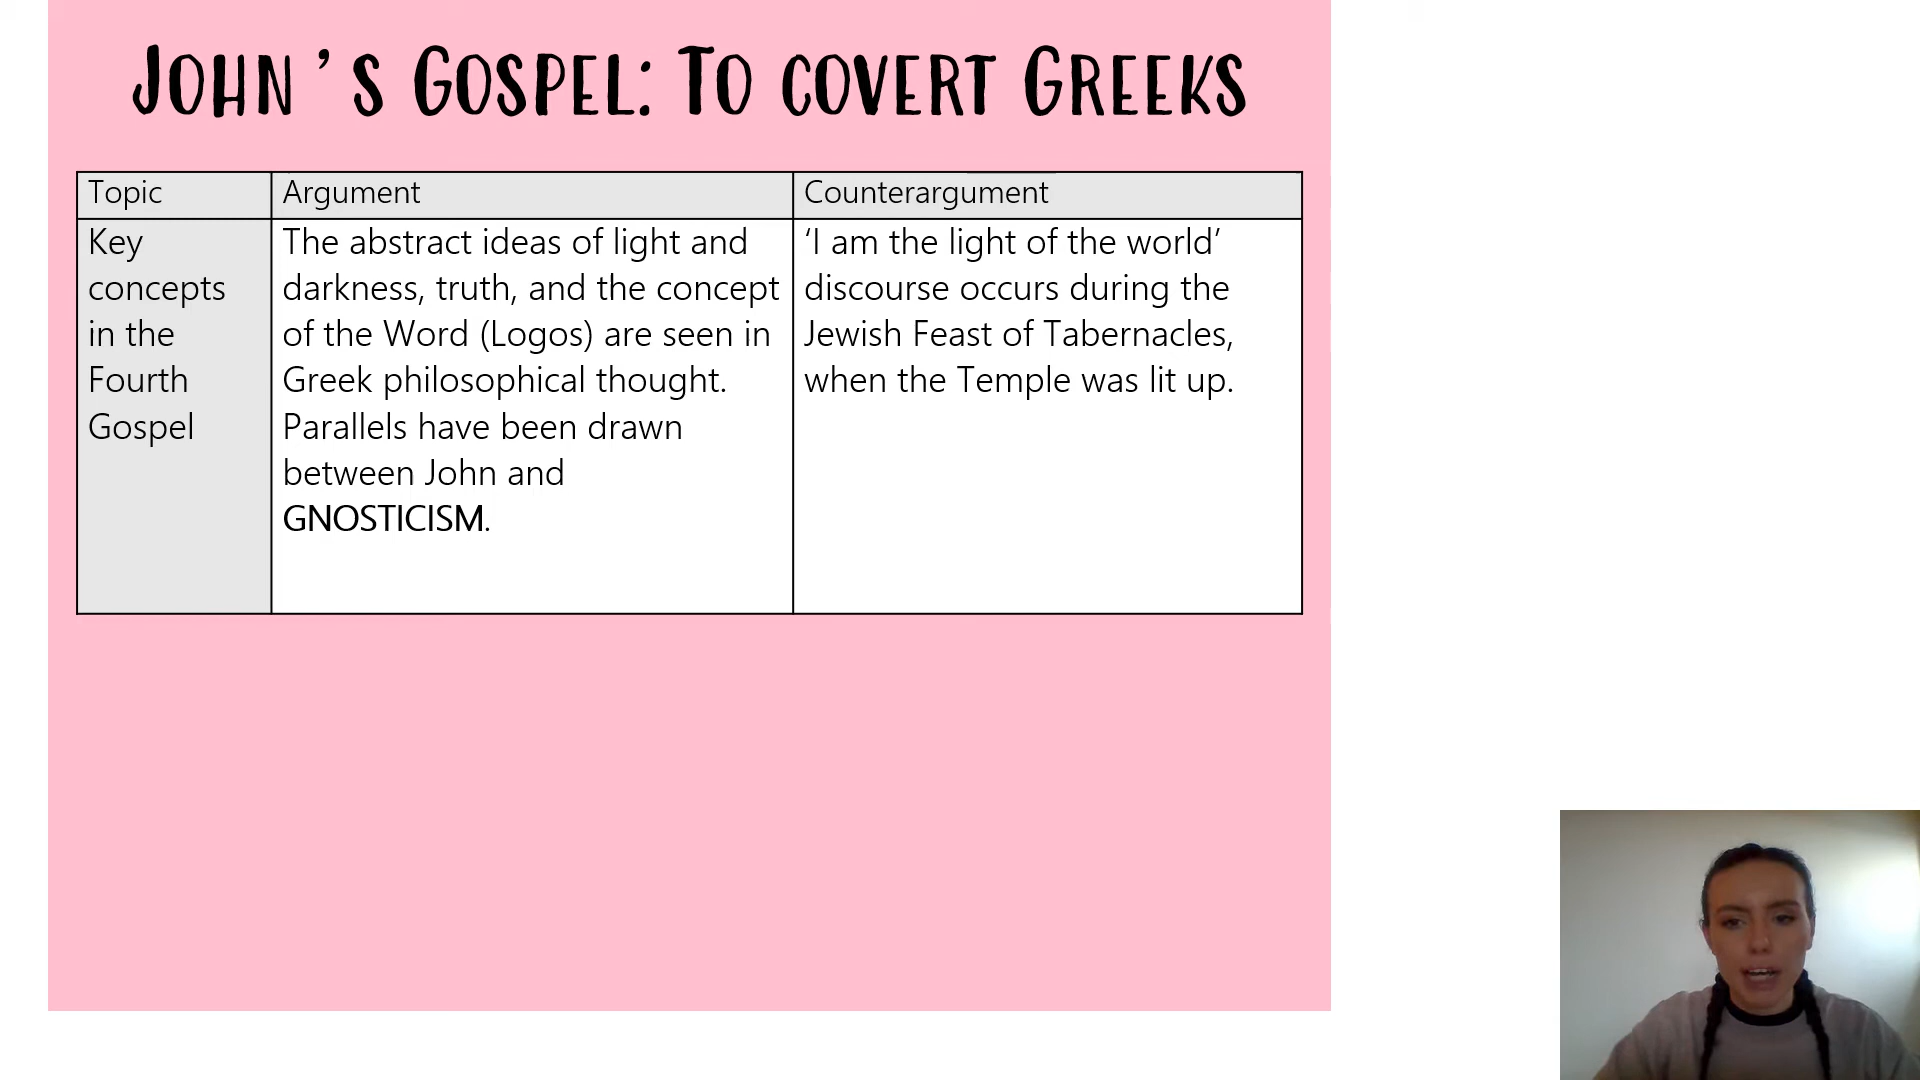 John's Gospel: To covert Greeks
Topic
Argument
Counterargument
Key
concepts
in the
Fourth
Gospel
The abstract ideas of light and
darkness, truth, and the concept
of the Word (Logos) are seen in
Greek philosophical thought.
Parallels have been drawn
between John and
GNOSTICISM.
‘I am the light of the world’
discourse occurs during the
Jewish Feast of Tabernacles,
when the Temple was lit up.